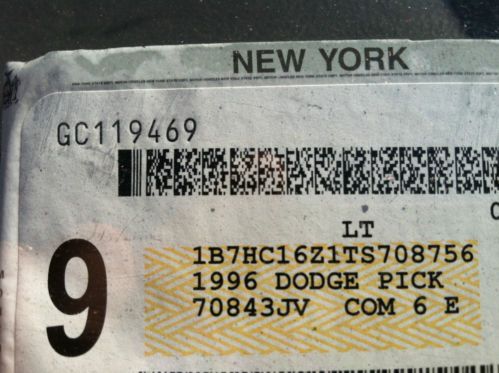 NEW YORK
GC119469
LT
1B7HC16Z1TS708756
1996 DODGE PICK
70843JV COM 6 E
9